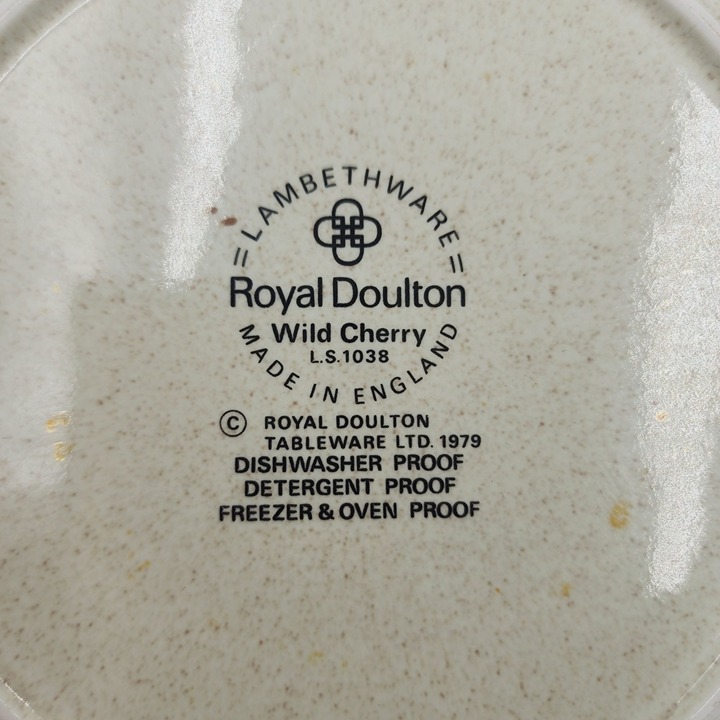 =LAMBETHWARE=
Royal Doulton
Wild Cherry
L.S.1038
MADE IN ENGLAND
© ROYAL DOULTON
TABLEWARE LTD. 1979
DISHWASHER PROOF
DETERGENT PROOF
FREEZER & OVEN PROOF